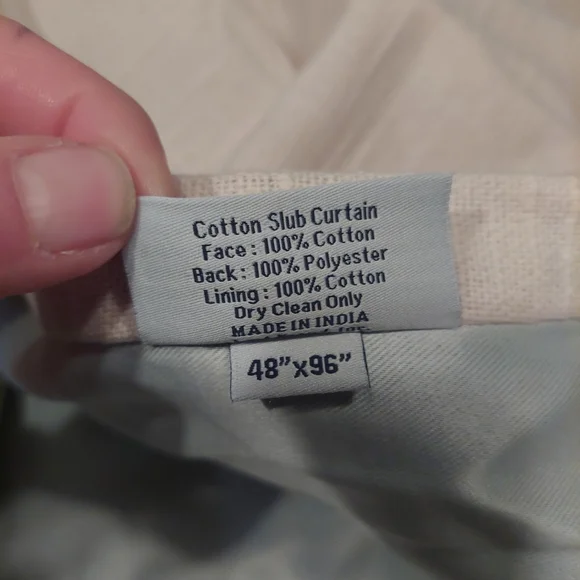 Cotton Slub Curtain
Face : 100% Cotton
Back : 100% Polyester
Lining : 100% Cotton
Dry Clean Only
MADE IN INDIA
48”x96”